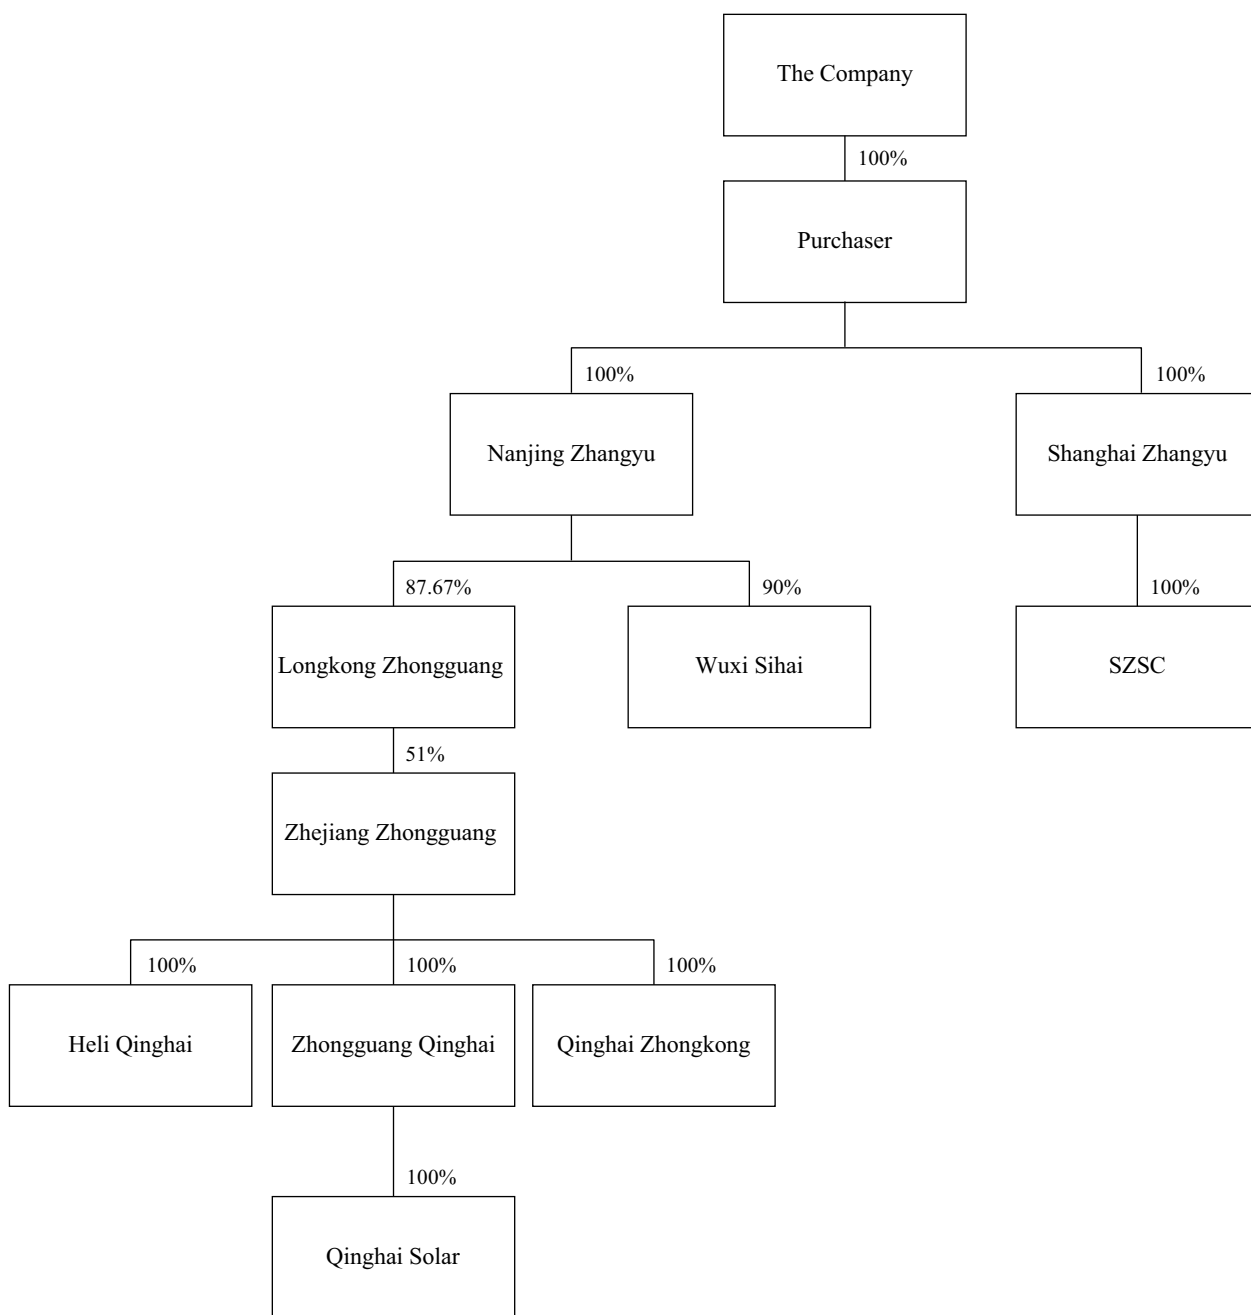 The Company
100%
Purchaser
100%
100%
Nanjing Zhangyu
Shanghai Zhangyu
87.67%
90%
100%
Longkong Zhongguang
Wuxi Sihai
SZSC
51%
Zhejiang Zhongguang
100%
100%
100%
Heli Qinghai
Zhongguang Qinghai
Qinghai Zhongkong
100%
Qinghai Solar